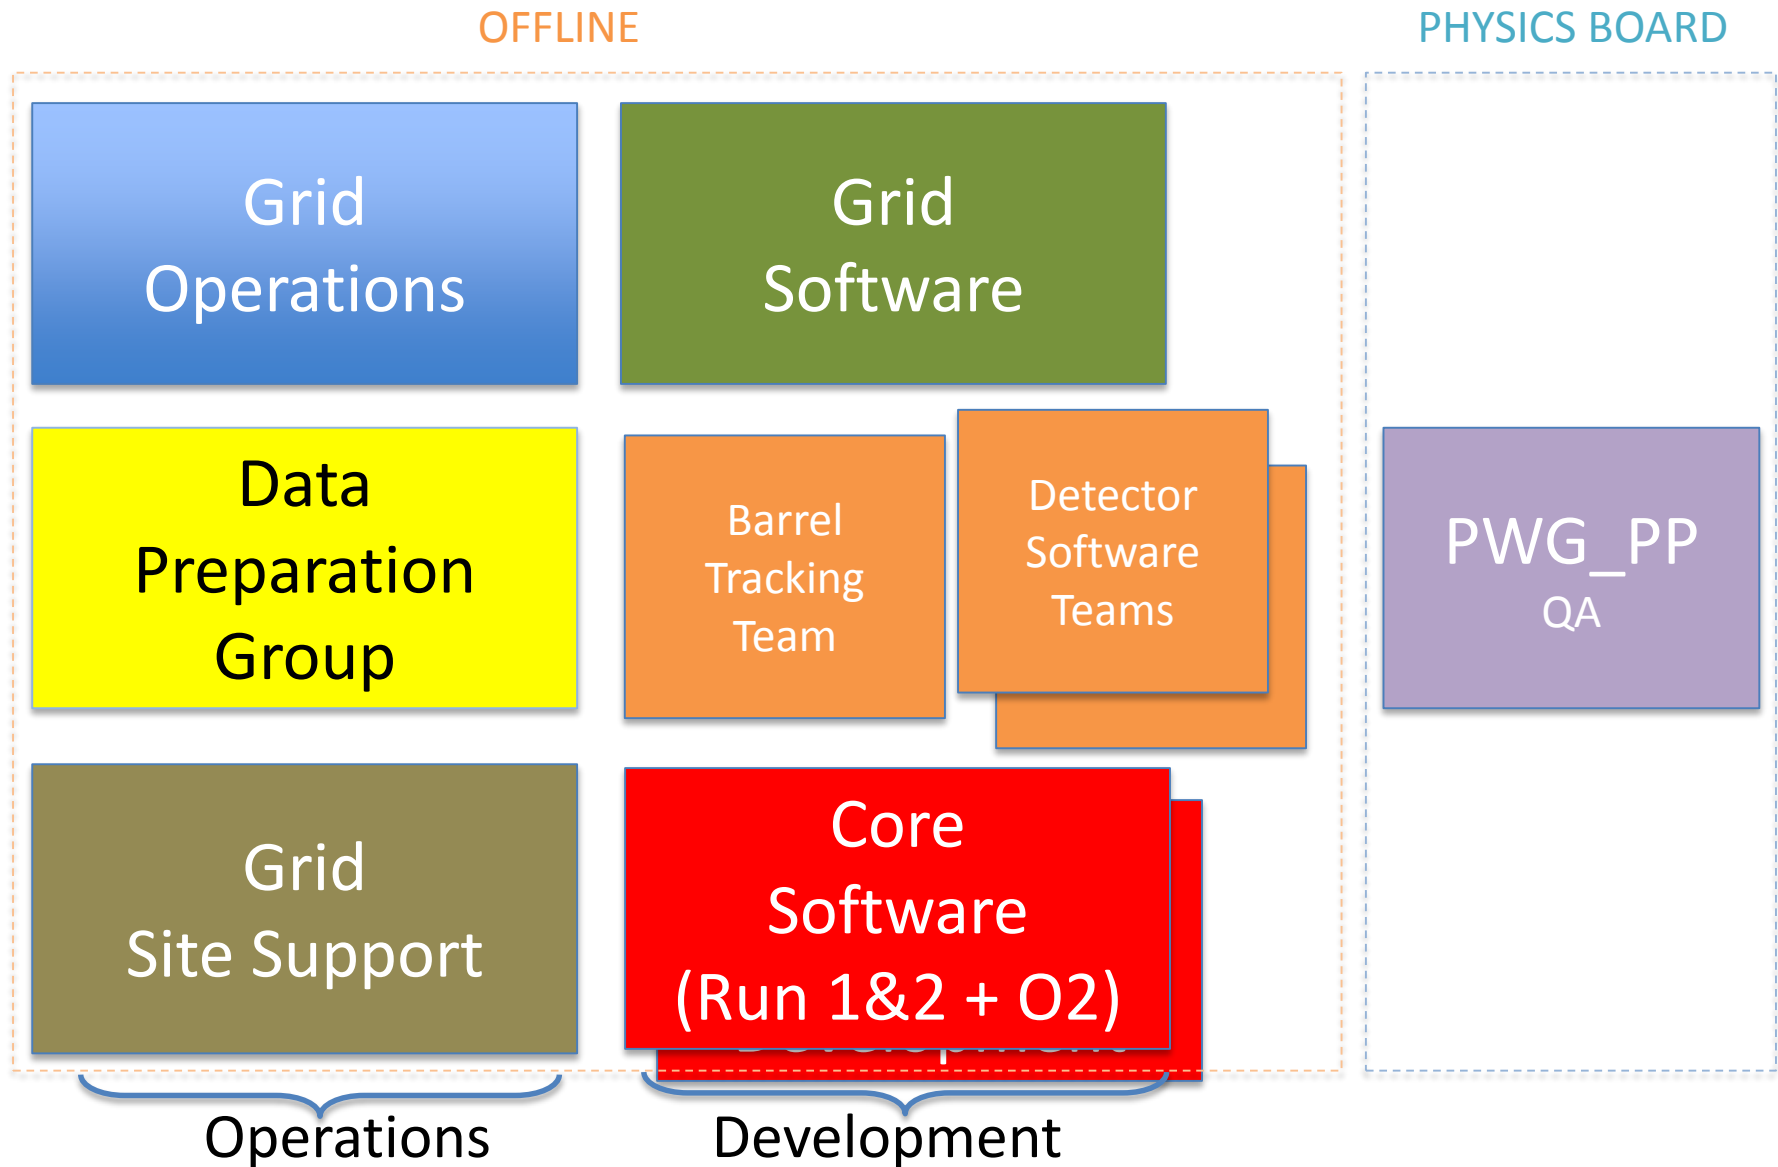 OFFLINE
PHYSICS BOARD
Grid
Operations
Grid
Software
Data
Preparation
Group
Barrel
Tracking
Team
Detector
Software
Teams
PWG_PP
QA
Grid
Site Support
Core
Software
(Run 1&2 + O2)
Development
Operations
Development